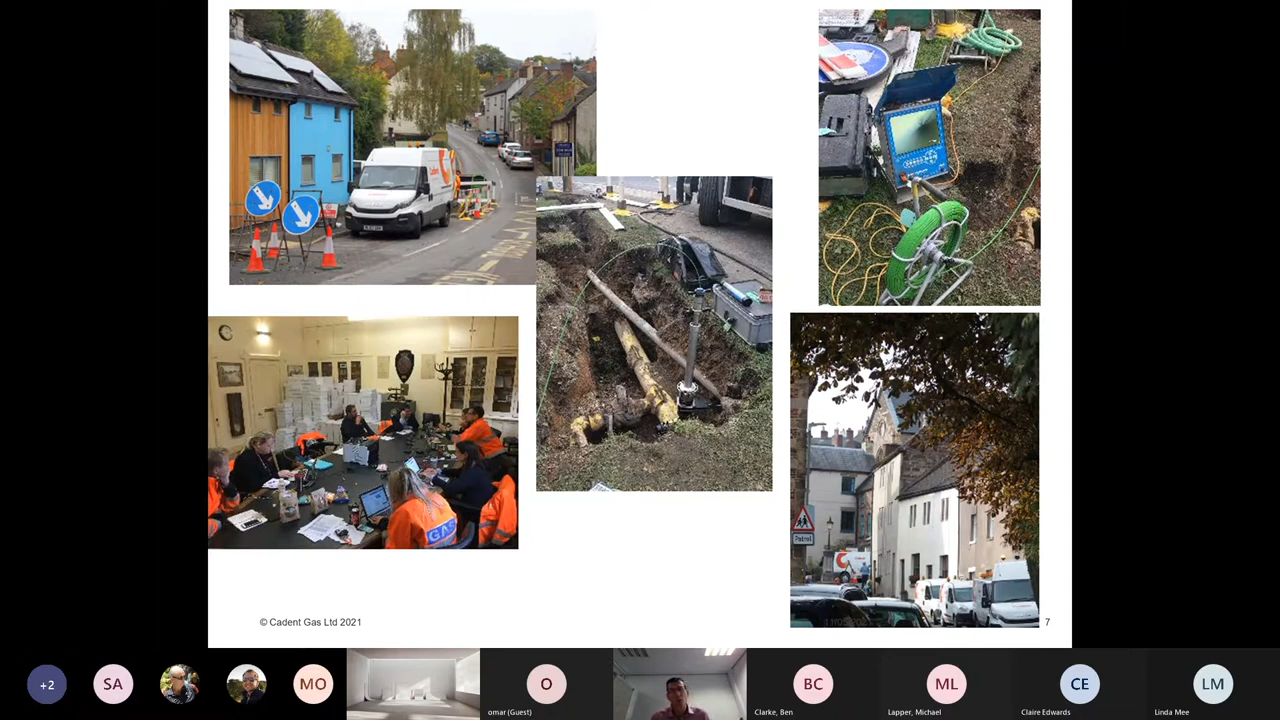 Cadent
GAS
Patrol
© Cadent Gas Ltd 2021
7
+2
SA
MO
O
BC
ML
CE
LM
omar (Guest)
Clarke, Ben
Lapper, Michael
Claire Edwards
Linda Mee